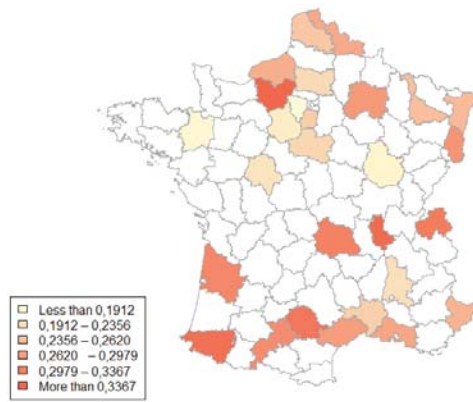 Less than 0,1912
0,1912 – 0,2356
0,2356 – 0,2620
0,2620 – 0,2979
0,2979 – 0,3367
More than 0,3367